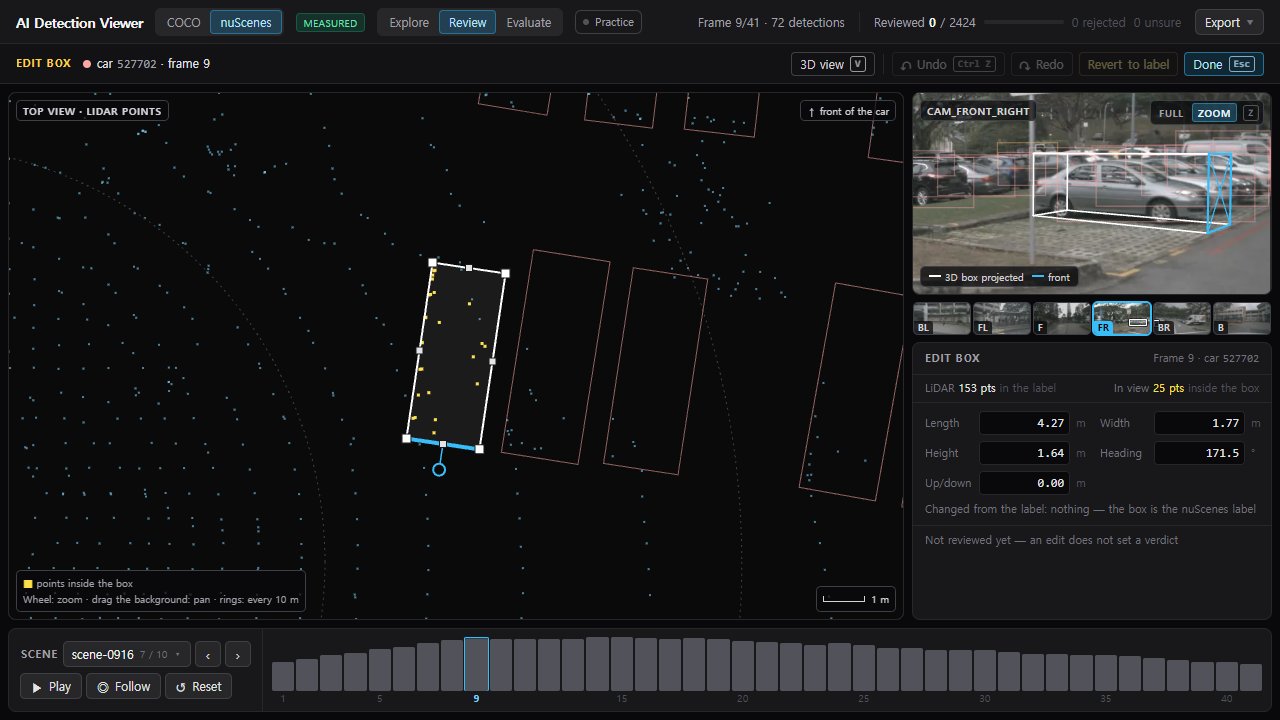 AI Detection Viewer COCO nuScenes MEASURED Explore Review Evaluate Practice Frame 9/41 · 72 detections Reviewed 0 / 2424 0 rejected 0 unsure Export
EDIT BOX car 527702 · frame 9 3D view V Undo Ctrl Z Redo Revert to label Done Esc
TOP VIEW · LIDAR POINTS
↑ front of the car
CAM_FRONT_RIGHT FULL ZOOM Z
3D box projected front
BL FL F FR BR B
EDIT BOX Frame 9 · car 527702
LiDAR 153 pts in the label In view 25 pts inside the box
Length 4.27 m Width 1.77 m
Height 1.64 m Heading 171.5 °
Up/down 0.00 m
Changed from the label: nothing — the box is the nuScenes label
Not reviewed yet — an edit does not set a verdict
points inside the box
Wheel: zoom · drag the background: pan · rings: every 10 m
1 m
SCENE scene-0916 7 / 10 ‹ ›
Play Follow Reset
1 5 9 15 20 25 30 35 40